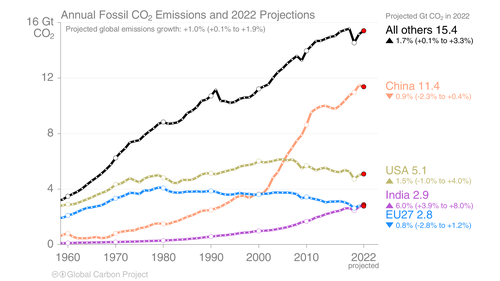 Annual Fossil CO₂ Emissions and 2022 Projections
Projected global emissions growth: +1.0% (+0.1% to +1.9%)
16 Gt
CO₂
12
8
4
0
1960 1970 1980 1990 2000 2010 2022
projected
Projected Gt CO₂ in 2022
All others 15.4
▲ 1.7% (+0.1% to +3.3%)
China 11.4
▼ 0.9% (-2.3% to +0.4%)
USA 5.1
▲ 1.5% (-1.0% to +4.0%)
India 2.9
▲ 6.0% (+3.9% to +8.0%)
EU27 2.8
▼ 0.8% (-2.8% to +1.2%)
Global Carbon Project